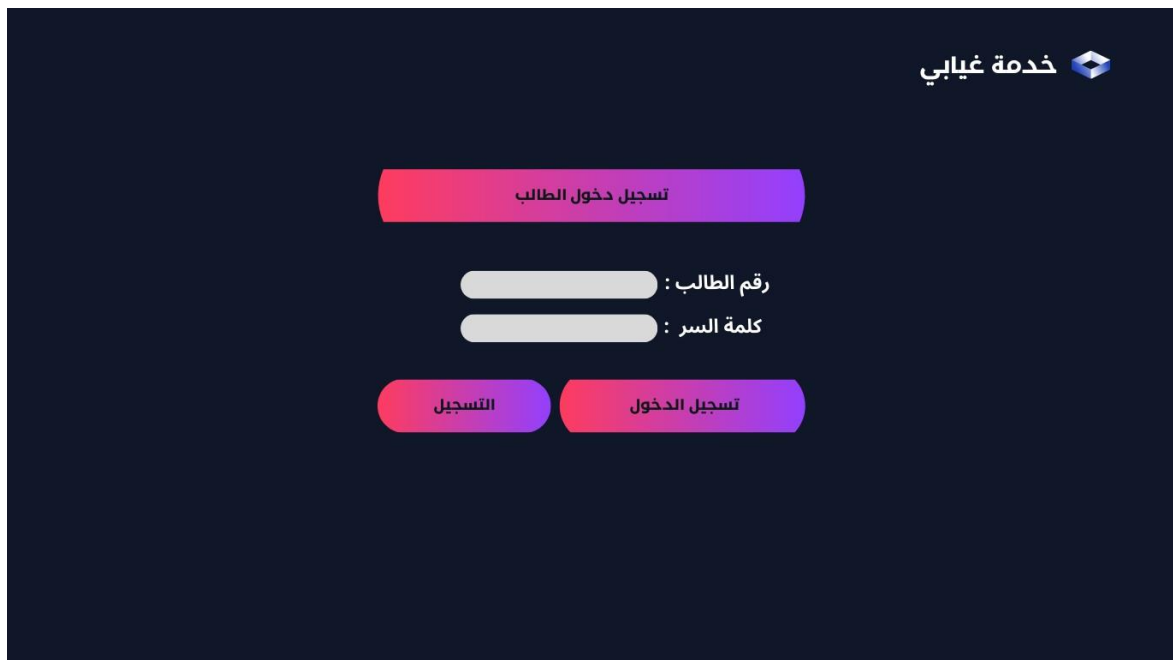 خدمة غيابي
تسجيل دخول الطالب
رقم الطالب :
كلمة السر :
تسجيل الدخول
التسجيل